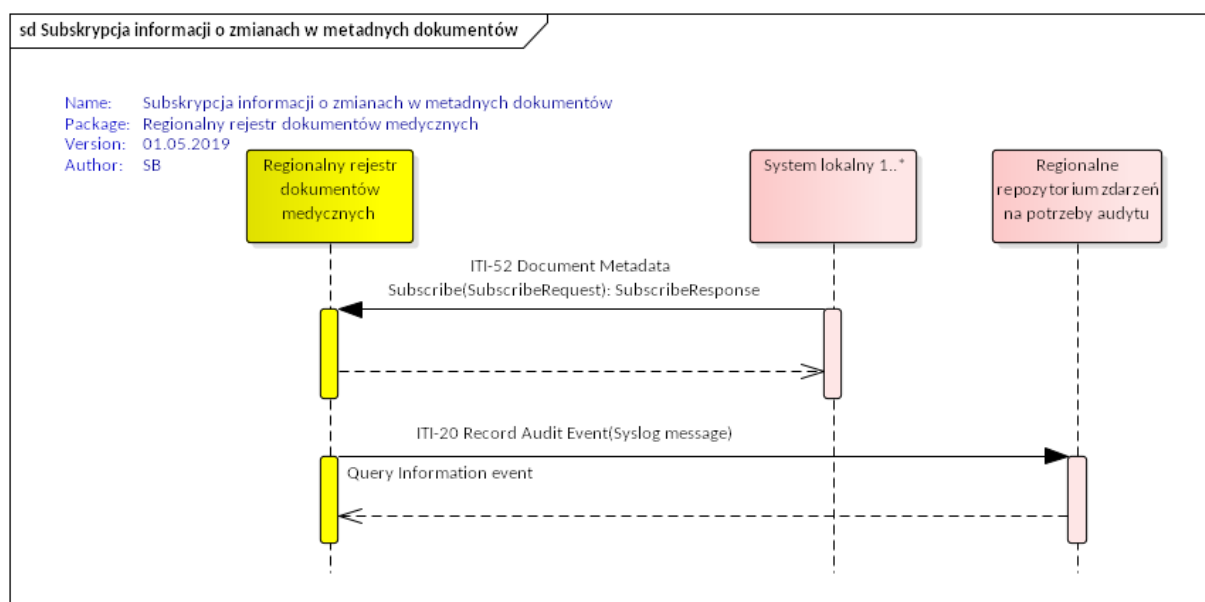 sd Subskrypcja informacji o zmianach w metadnych dokumentów
Name: Subskrypcja informacji o zmianach w metadnych dokumentów
Package: Regionalny rejestr dokumentów medycznych
Version: 01.05.2019
Author: SB
Regionalny rejestr
dokumentów
medycznych
System lokalny 1..*
Regionalne
repozytorium zdarzeń
na potrzeby audytu
ITI-52 Document Metadata
Subscribe(SubscribeRequest): SubscribeResponse
ITI-20 Record Audit Event(Syslog message)
Query Information event